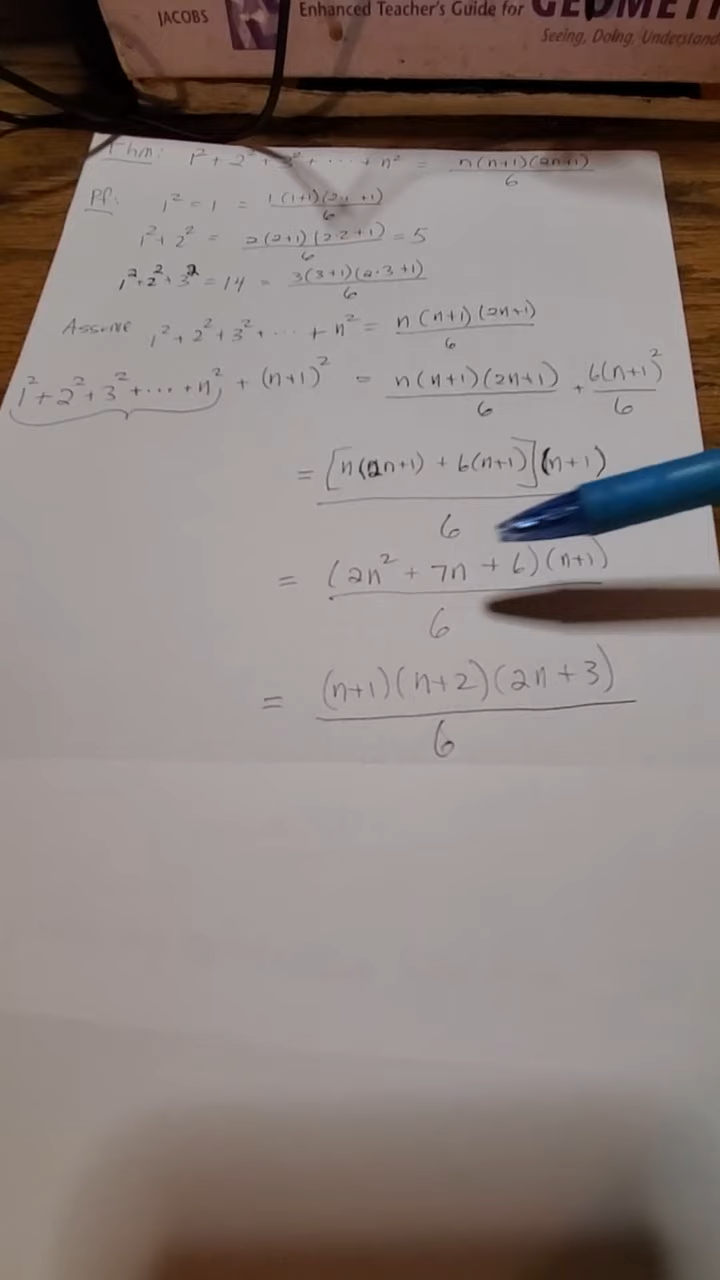 JACOBS
Enhanced Teacher's Guide for GEOMET
Seeing, Doing, Understand
Thm: 1² + 2² + 3² + ⋯ + n² = n(n+1)(2n+1)/6
Pf: 1² = 1 = 1(1+1)(2·1+1)/6
1² + 2² = 2(2+1)(2·2+1)/6 = 5
1² + 2² + 3² = 14 = 3(3+1)(2·3+1)/6
Assume 1² + 2² + 3² + ⋯ + n² = n(n+1)(2n+1)/6
1² + 2² + 3² + ⋯ + n² + (n+1)² = n(n+1)(2n+1)/6 + 6(n+1)²/6
= [n(2n+1) + 6(n+1)](n+1)/6
= (2n² + 7n + 6)(n+1)/6
= (n+1)(n+2)(2n+3)/6